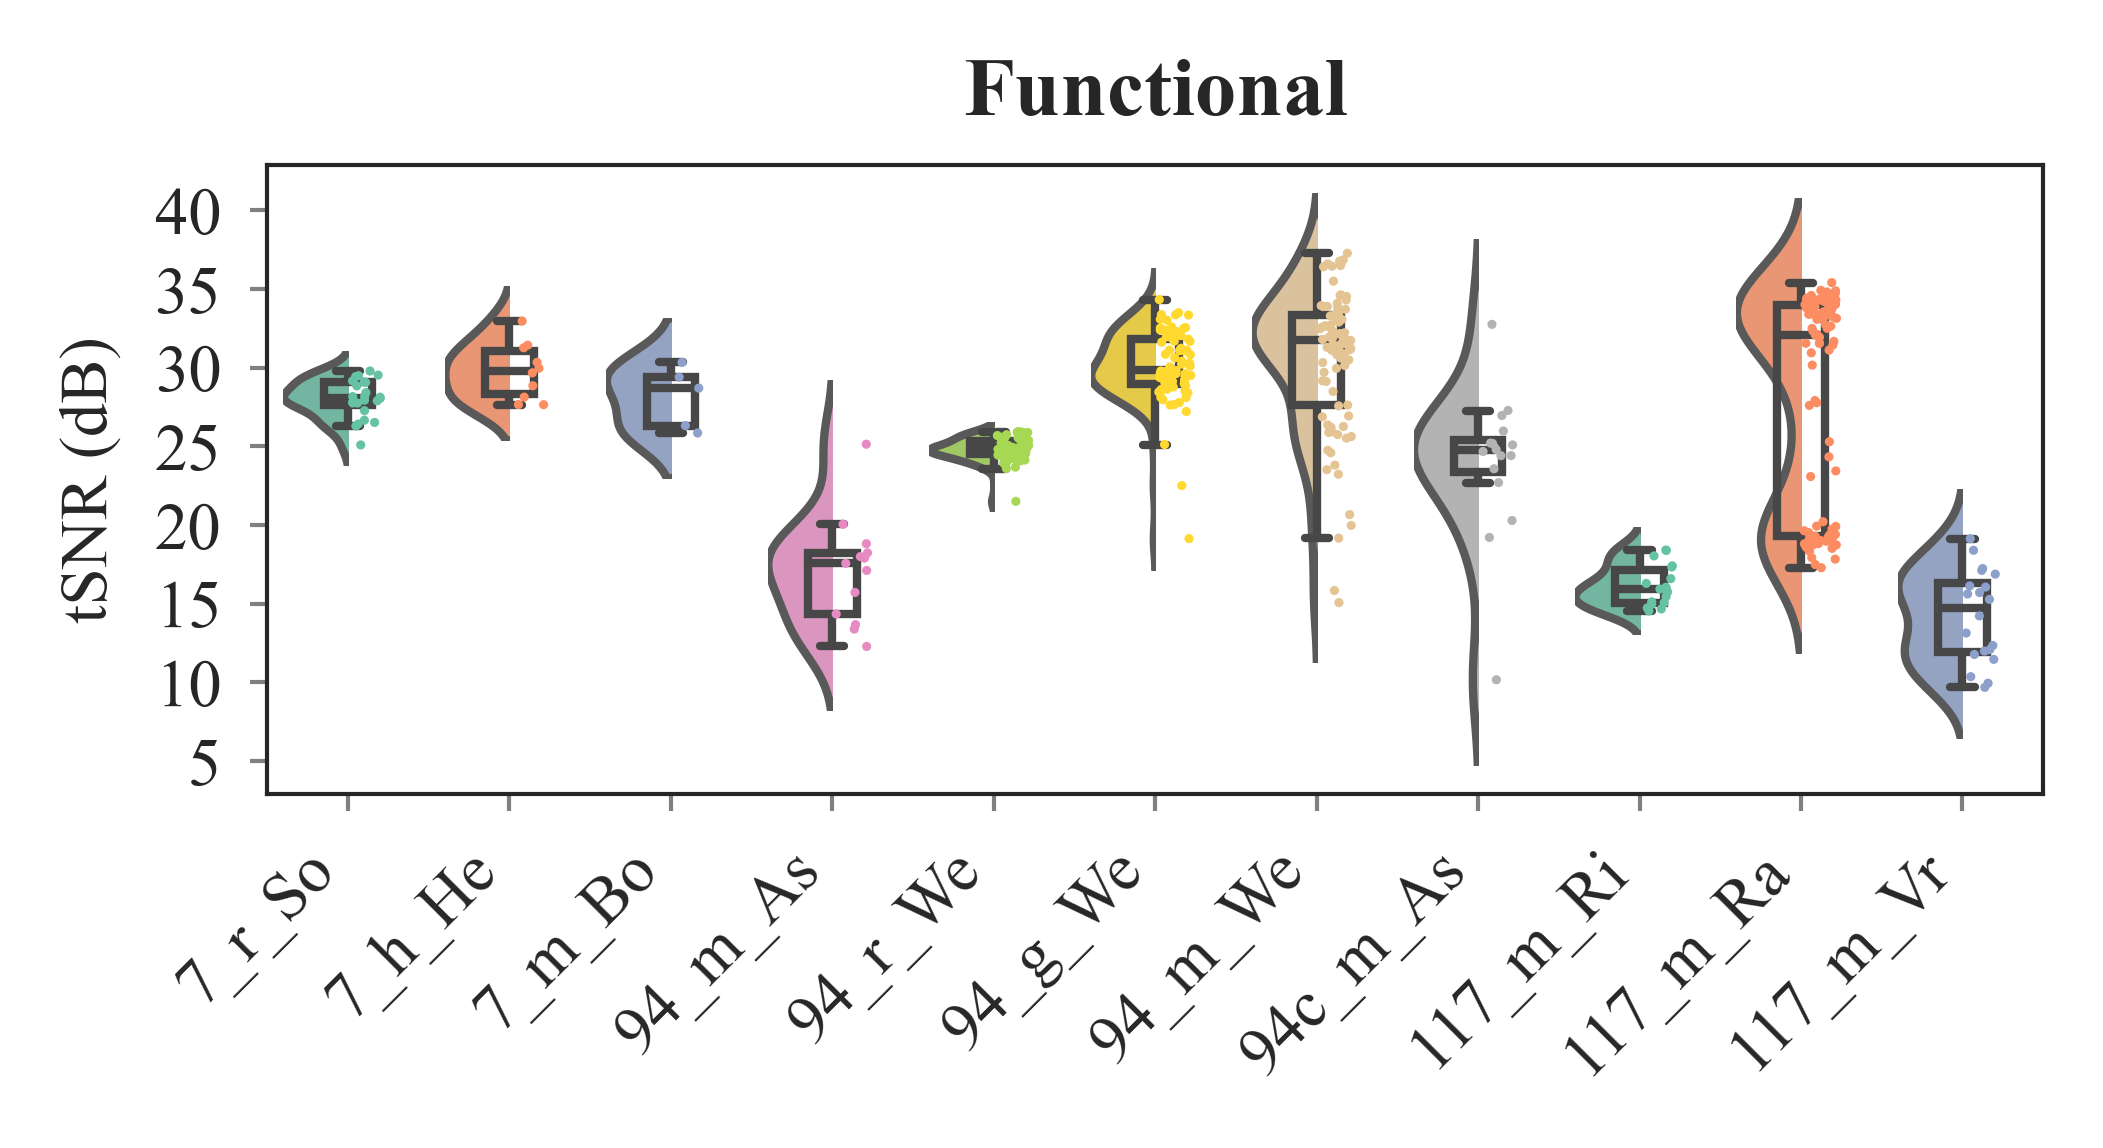 Functional
tSNR (dB)
40
35
30
25
20
15
10
5
7_r_So
7_h_He
7_m_Bo
94_m_As
94_r_We
94_g_We
94_m_We
94c_m_As
117_m_Ri
117_m_Ra
117_m_Vr